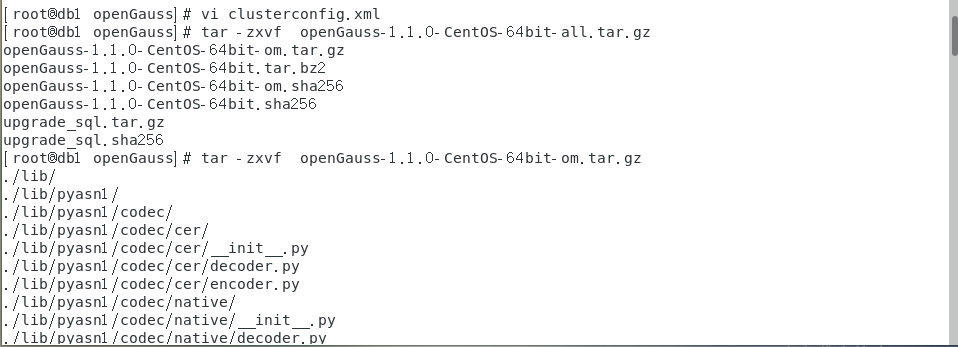 [root@db1 openGauss]# vi clusterconfig.xml
[root@db1 openGauss]# tar -zxvf  openGauss-1.1.0-CentOS-64bit-all.tar.gz
openGauss-1.1.0-CentOS-64bit-om.tar.gz
openGauss-1.1.0-CentOS-64bit.tar.bz2
openGauss-1.1.0-CentOS-64bit-om.sha256
openGauss-1.1.0-CentOS-64bit.sha256
upgrade_sql.tar.gz
upgrade_sql.sha256
[root@db1 openGauss]# tar -zxvf  openGauss-1.1.0-CentOS-64bit-om.tar.gz
./lib/
./lib/pyasn1/
./lib/pyasn1/codec/
./lib/pyasn1/codec/cer/
./lib/pyasn1/codec/cer/__init__.py
./lib/pyasn1/codec/cer/decoder.py
./lib/pyasn1/codec/cer/encoder.py
./lib/pyasn1/codec/native/
./lib/pyasn1/codec/native/__init__.py
./lib/pyasn1/codec/native/decoder.py